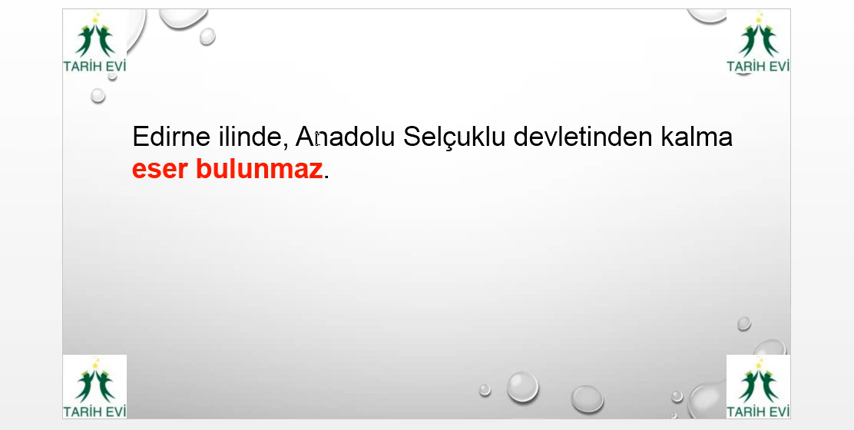 TARİH EVİ
TARİH EVİ
Edirne ilinde, Anadolu Selçuklu devletinden kalma
eser bulunmaz.
TARİH EVİ
TARİH EVİ